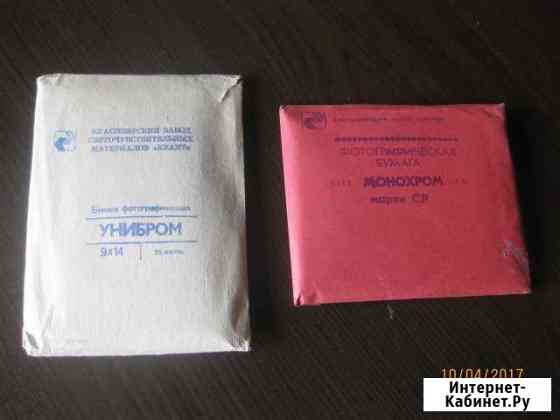 КРАСНОЯРСКИЙ ЗАВОД
СВЕТОЧУВСТВИТЕЛЬНЫХ
МАТЕРИАЛОВ «КВАНТ»
Бумага фотографическая
УНИБРОМ
9х14
ФОТОГРАФИЧЕСКАЯ
БУМАГА
МОНОХРОМ
марки СР
10/04/2017
Интернет-
Кабинет.Ру